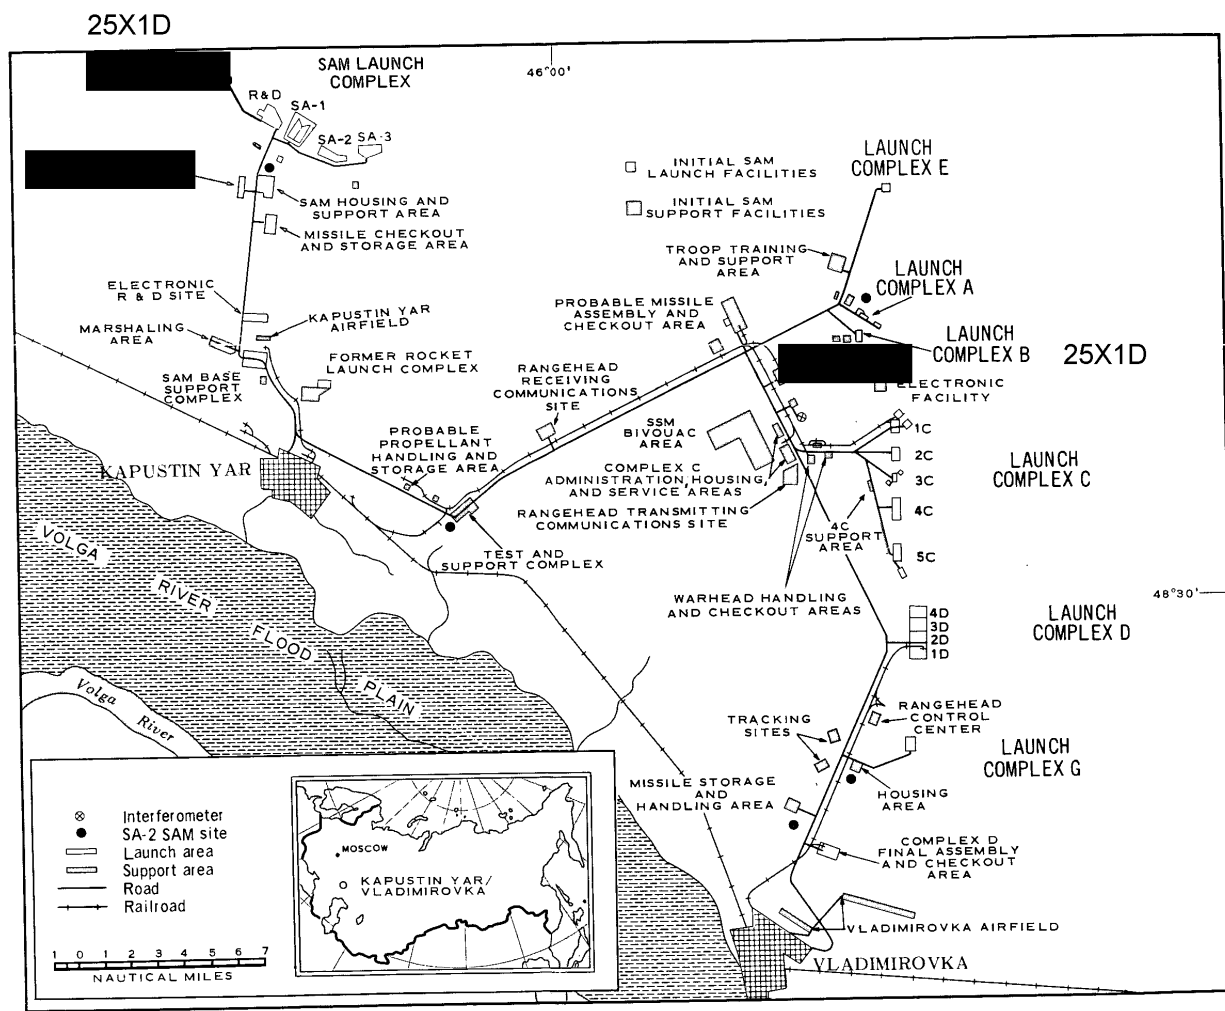 25X1D
SAM LAUNCH
COMPLEX
46°00'
R&D
SA-1
SA-2
SA-3
SAM HOUSING AND
SUPPORT AREA
MISSILE CHECKOUT
AND STORAGE AREA
INITIAL SAM
LAUNCH FACILITIES
INITIAL SAM
SUPPORT FACILITIES
LAUNCH
COMPLEX E
TROOP TRAINING
AND SUPPORT
AREA
LAUNCH
COMPLEX A
ELECTRONIC
R & D SITE
KAPUSTIN YAR
AIRFIELD
MARSHALING
AREA
PROBABLE MISSILE
ASSEMBLY AND
CHECKOUT AREA
LAUNCH
COMPLEX B
25X1D
FORMER ROCKET
LAUNCH COMPLEX
SAM BASE
SUPPORT
COMPLEX
RANGEHEAD
RECEIVING
COMMUNICATIONS
SITE
ELECTRONIC
FACILITY
SSM
BIVOUAC
AREA
PROBABLE
PROPELLANT
HANDLING AND
STORAGE AREA
KAPUSTIN YAR
COMPLEX C
ADMINISTRATION, HOUSING,
AND SERVICE AREAS
RANGEHEAD TRANSMITTING
COMMUNICATIONS SITE
1C
2C
3C
4C
5C
LAUNCH
COMPLEX C
4C
SUPPORT
AREA
TEST AND
SUPPORT COMPLEX
WARHEAD HANDLING
AND CHECKOUT AREAS
48°30'
VOLGA
RIVER
FLOOD
PLAIN
4D
3D
2D
1D
LAUNCH
COMPLEX D
Volga
River
RANGEHEAD
CONTROL
CENTER
TRACKING
SITES
LAUNCH
COMPLEX G
MISSILE STORAGE
AND
HANDLING AREA
HOUSING
AREA
COMPLEX D
FINAL ASSEMBLY
AND CHECKOUT
AREA
VLADIMIROVKA AIRFIELD
VLADIMIROVKA
Interferometer
SA-2 SAM site
Launch area
Support area
Road
Railroad
1 0 1 2 3 4 5 6 7
NAUTICAL MILES
MOSCOW
KAPUSTIN YAR/
VLADIMIROVKA